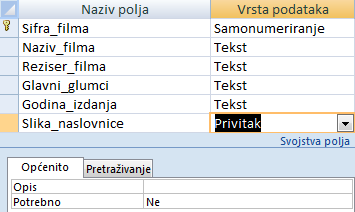 Naziv polja Vrsta podataka
Sifra_filma Samonumeriranje
Naziv_filma Tekst
Reziser_filma Tekst
Glavni_glumci Tekst
Godina_izdanja Tekst
Slika_naslovnice Privitak
Svojstva polja
Općenito Pretraživanje
Opis
Potrebno Ne